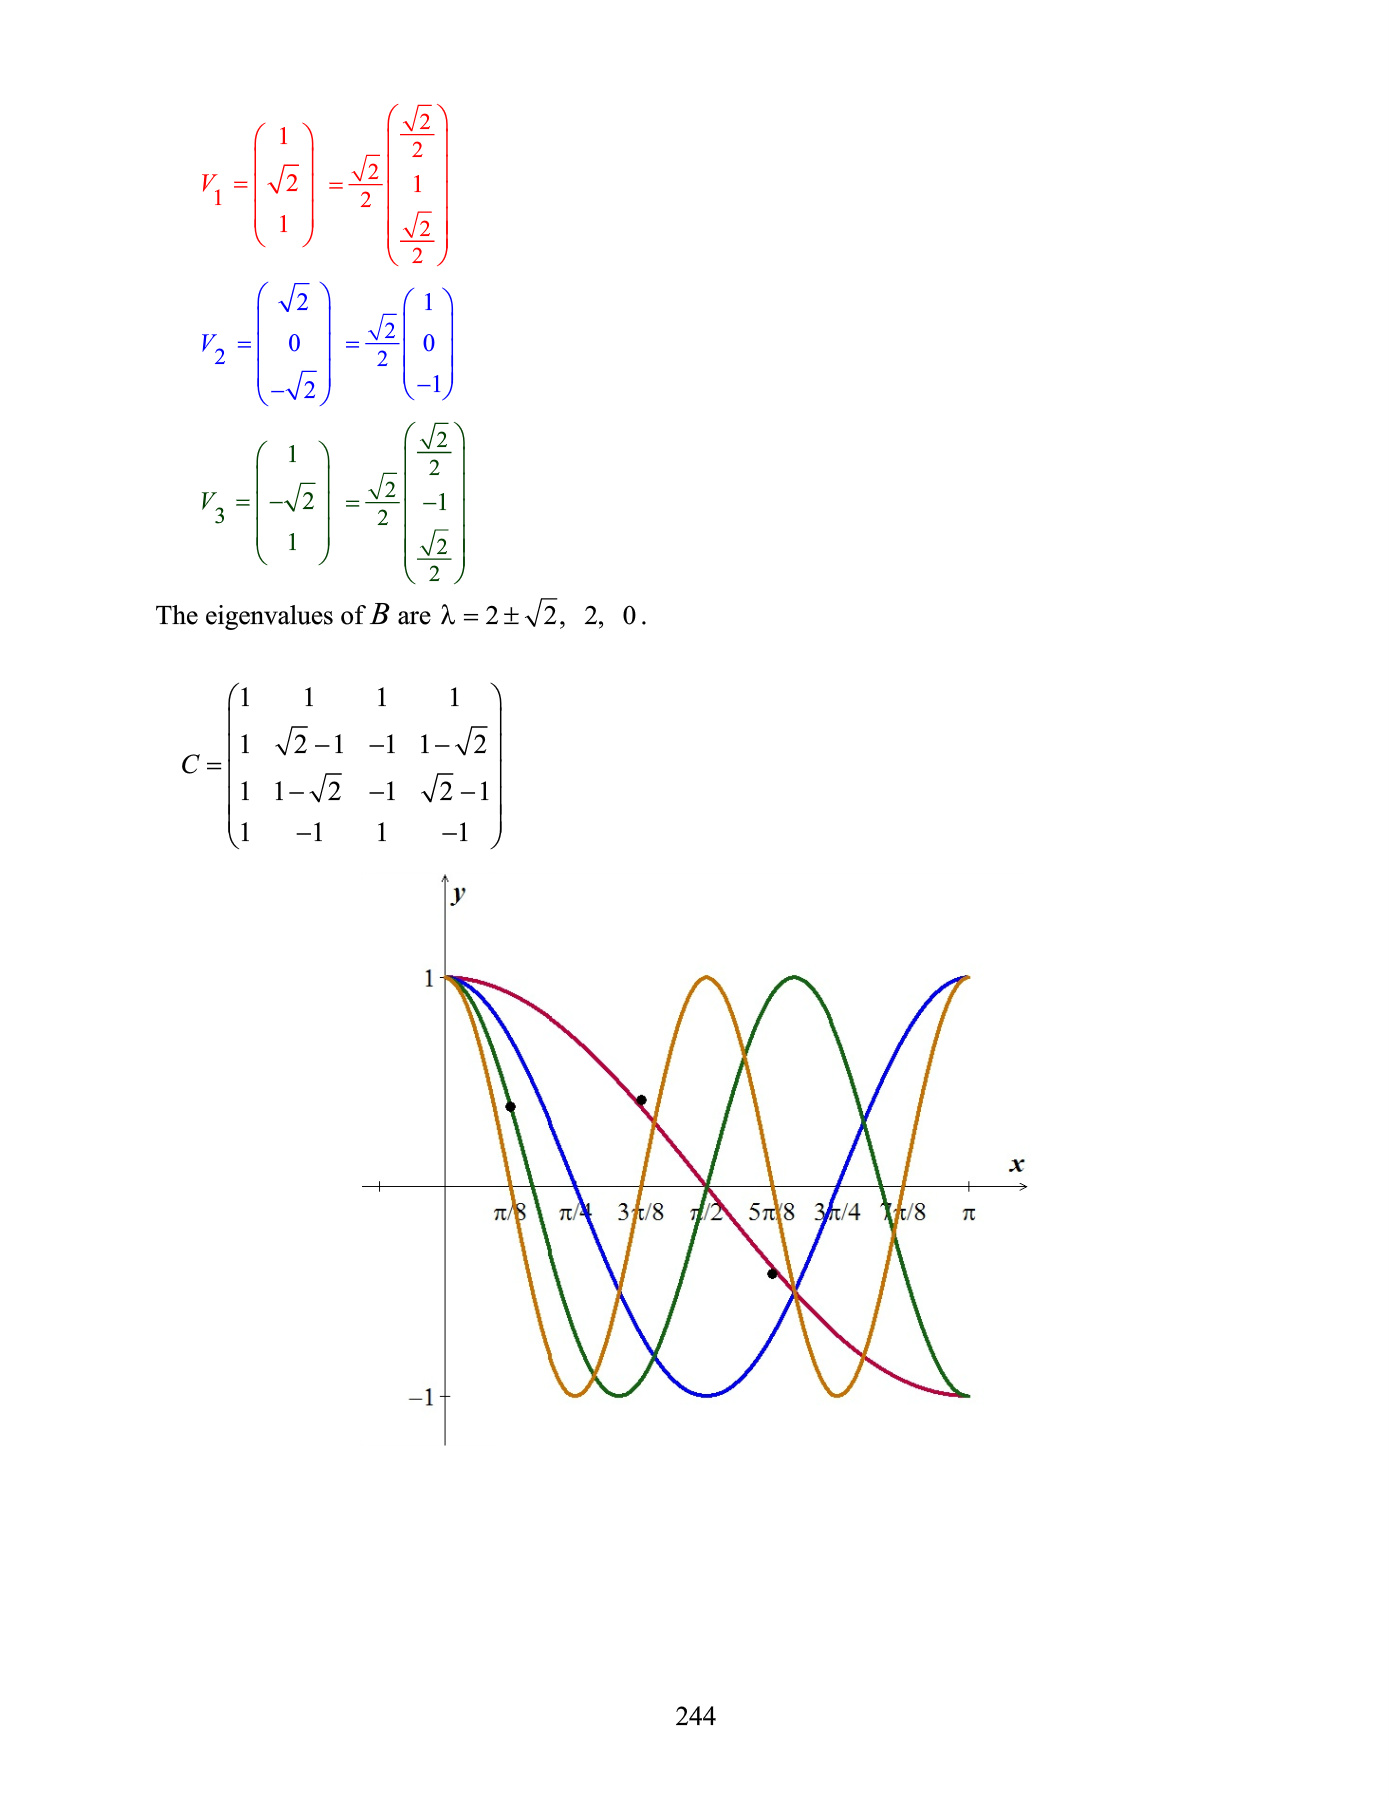 V₁ = (1, √2, 1) = √2/2 (√2/2, 1, √2/2)
V₂ = (√2, 0, −√2) = √2/2 (1, 0, −1)
V₃ = (1, −√2, 1) = √2/2 (√2/2, −1, √2/2)
The eigenvalues of B are λ = 2 ± √2, 2, 0.
C = (
1 1 1 1
1 √2 −1 −1 1−√2
1 1−√2 −1 √2 −1
1 −1 1 −1
)
y
1
x
π/8 π/4 3π/8 π/2 5π/8 3π/4 7π/8 π
−1
244